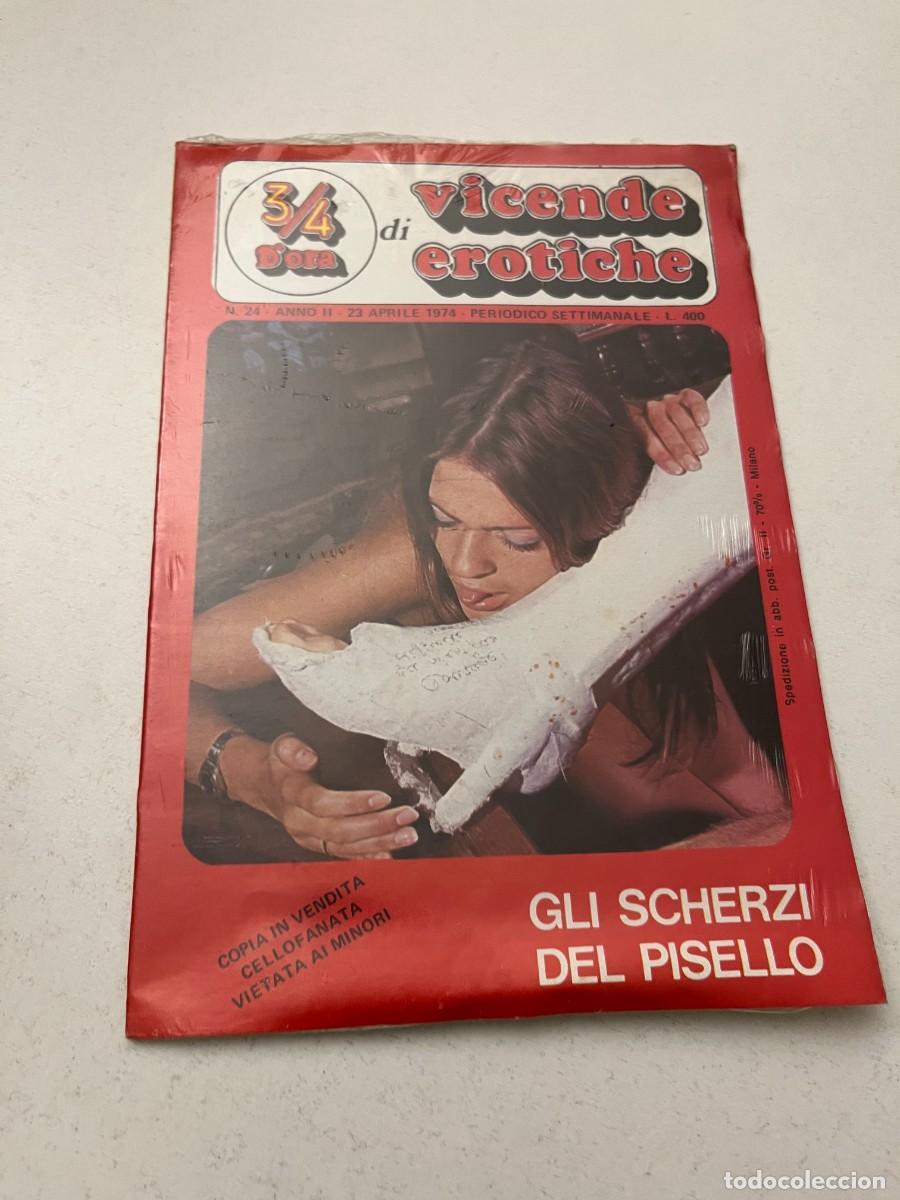 3/4
D'ora
di
vicende
erotiche
N. 24 - ANNO II - 23 APRILE 1974 - PERIODICO SETTIMANALE - L. 400
Spedizione in abb. post. Gr. II - 70% - Milano
COPIA IN VENDITA
CELLOFANATA
VIETATA AI MINORI
GLI SCHERZI
DEL PISELLO
todocoleccion